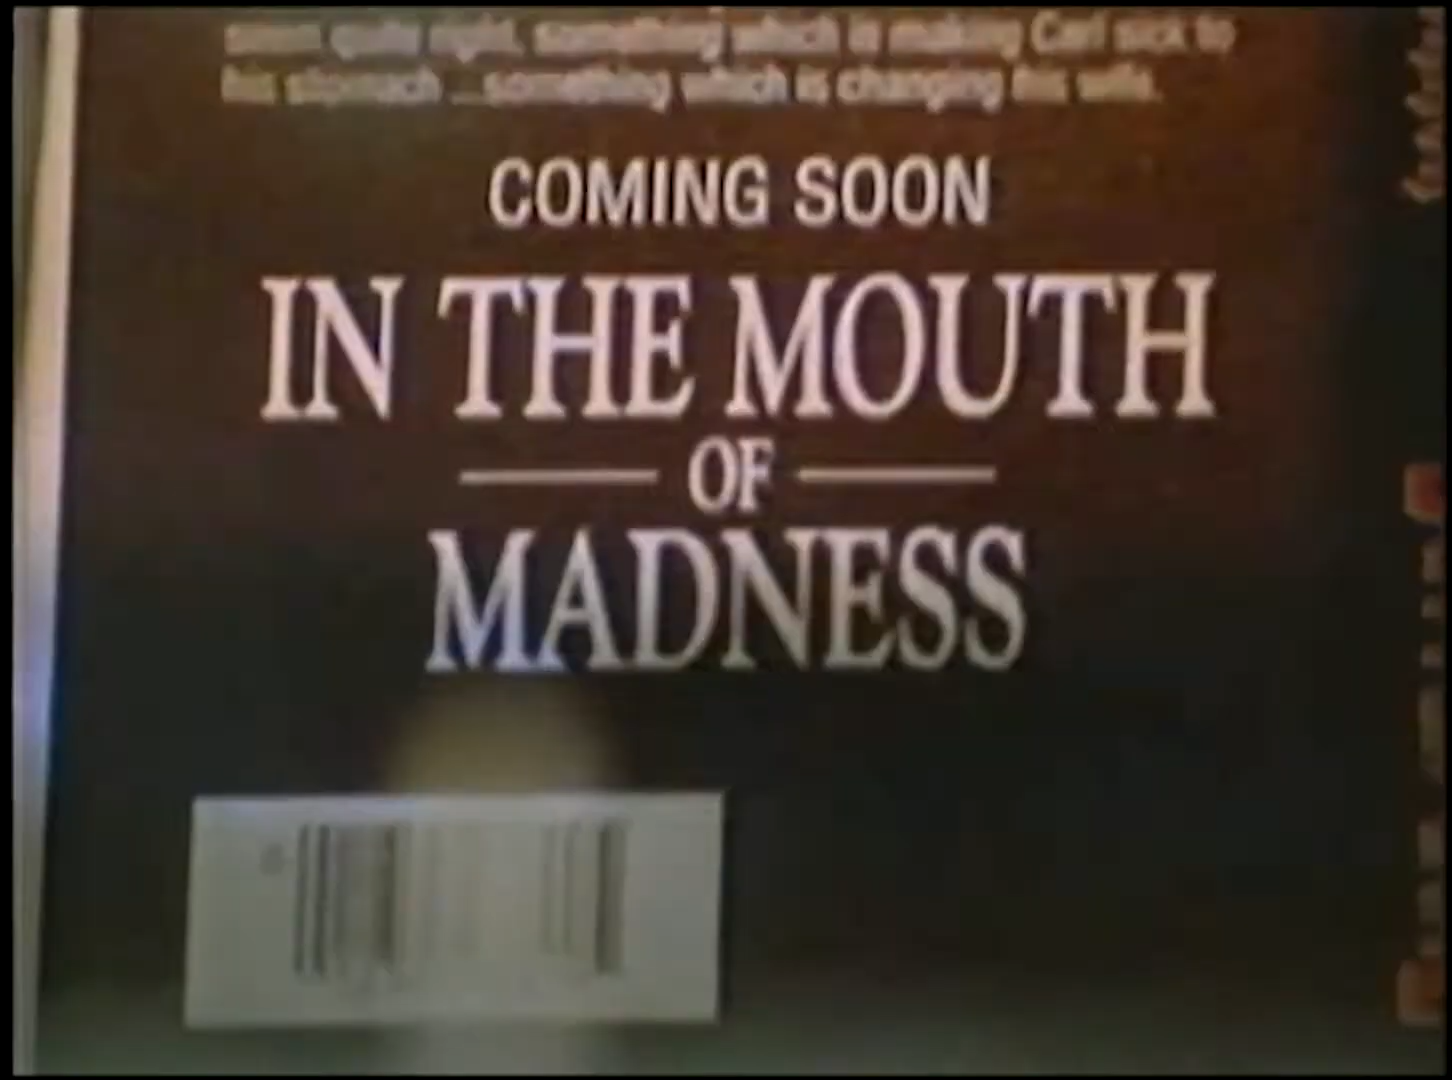 seem quite right, something which is making Carl sick to
his stomach ...something which is changing his wife.
COMING SOON
IN THE MOUTH
OF
MADNESS